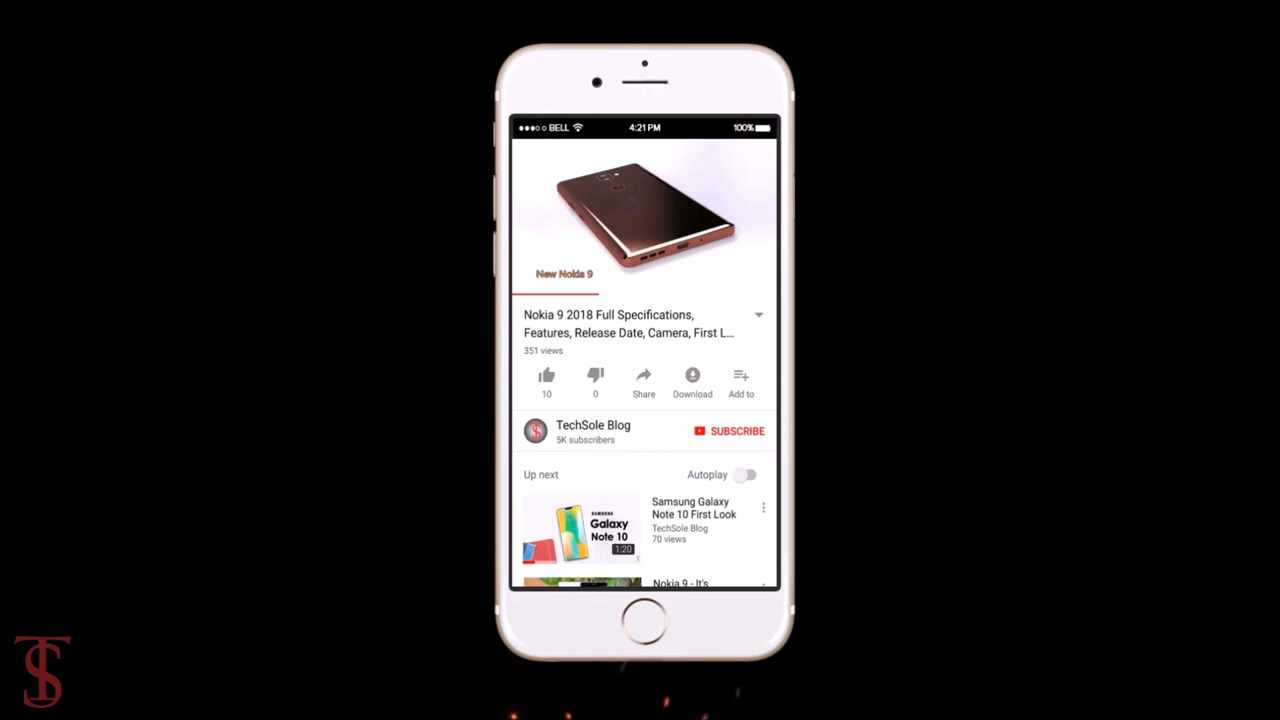 BELL
4:21 PM
100%
New Nokia 9
Nokia 9 2018 Full Specifications,
Features, Release Date, Camera, First L...
351 views
10
0
Share
Download
Add to
TechSole Blog
5K subscribers
SUBSCRIBE
Up next
Autoplay
SAMSUNG
Galaxy
Note 10
1:20
Samsung Galaxy
Note 10 First Look
TechSole Blog
70 views
Nokia 9 - It's
TS